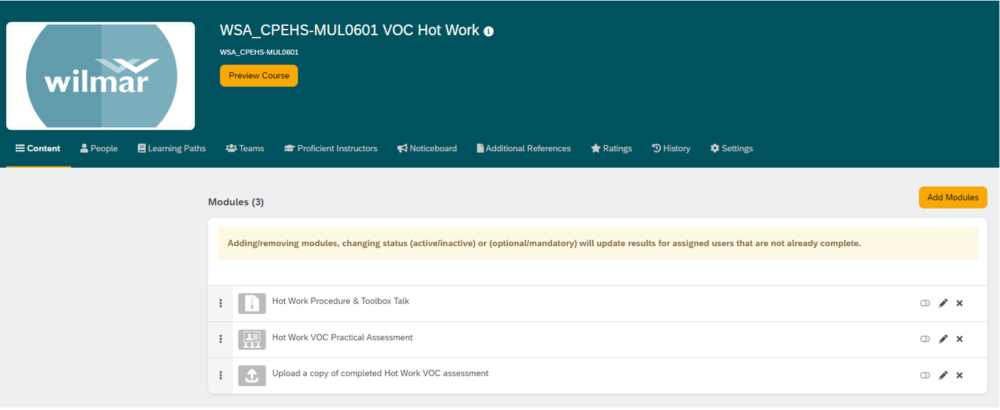 WSA_CPEHS-MUL0601 VOC Hot Work
WSA_CPEHS-MUL0601
Preview Course
wilmar
Content People Learning Paths Teams Proficient Instructors Noticeboard Additional References Ratings History Settings
Modules (3)
Add Modules
Adding/removing modules, changing status (active/inactive) or (optional/mandatory) will update results for assigned users that are not already complete.
Hot Work Procedure & Toolbox Talk
Hot Work VOC Practical Assessment
Upload a copy of completed Hot Work VOC assessment